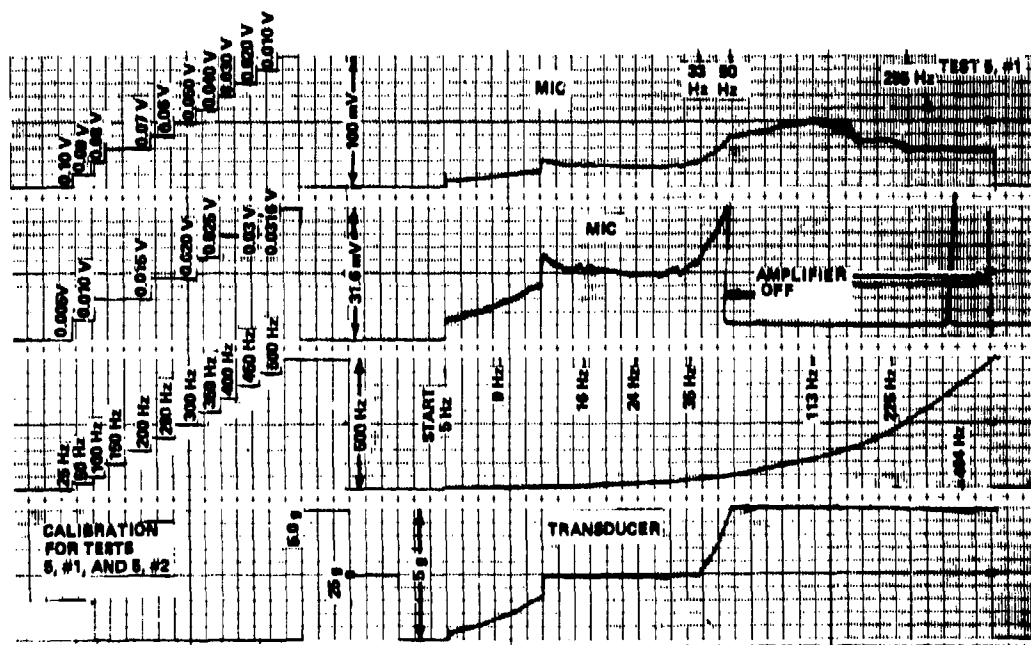 0.10 V
0.09 V
0.08 V
0.07 V
0.06 V
0.050 V
0.040 V
0.030 V
0.020 V
0.010 V
100 mV
MIC
33 Hz
50 Hz
295 Hz
TEST 5, #1
0.005V
0.010 V
0.015 V
0.020 V
0.025 V
0.03 V
0.0316 V
31.6 mV
MIC
AMPLIFIER
OFF
25 Hz
50 Hz
100 Hz
150 Hz
200 Hz
250 Hz
300 Hz
350 Hz
400 Hz
450 Hz
500 Hz
500 Hz
START
5 Hz
9 Hz
16 Hz
24 Hz
35 Hz
113 Hz
225 Hz
CALIBRATION
FOR TESTS
5, #1, AND 5, #2
5.0 g
5 g
TRANSDUCER